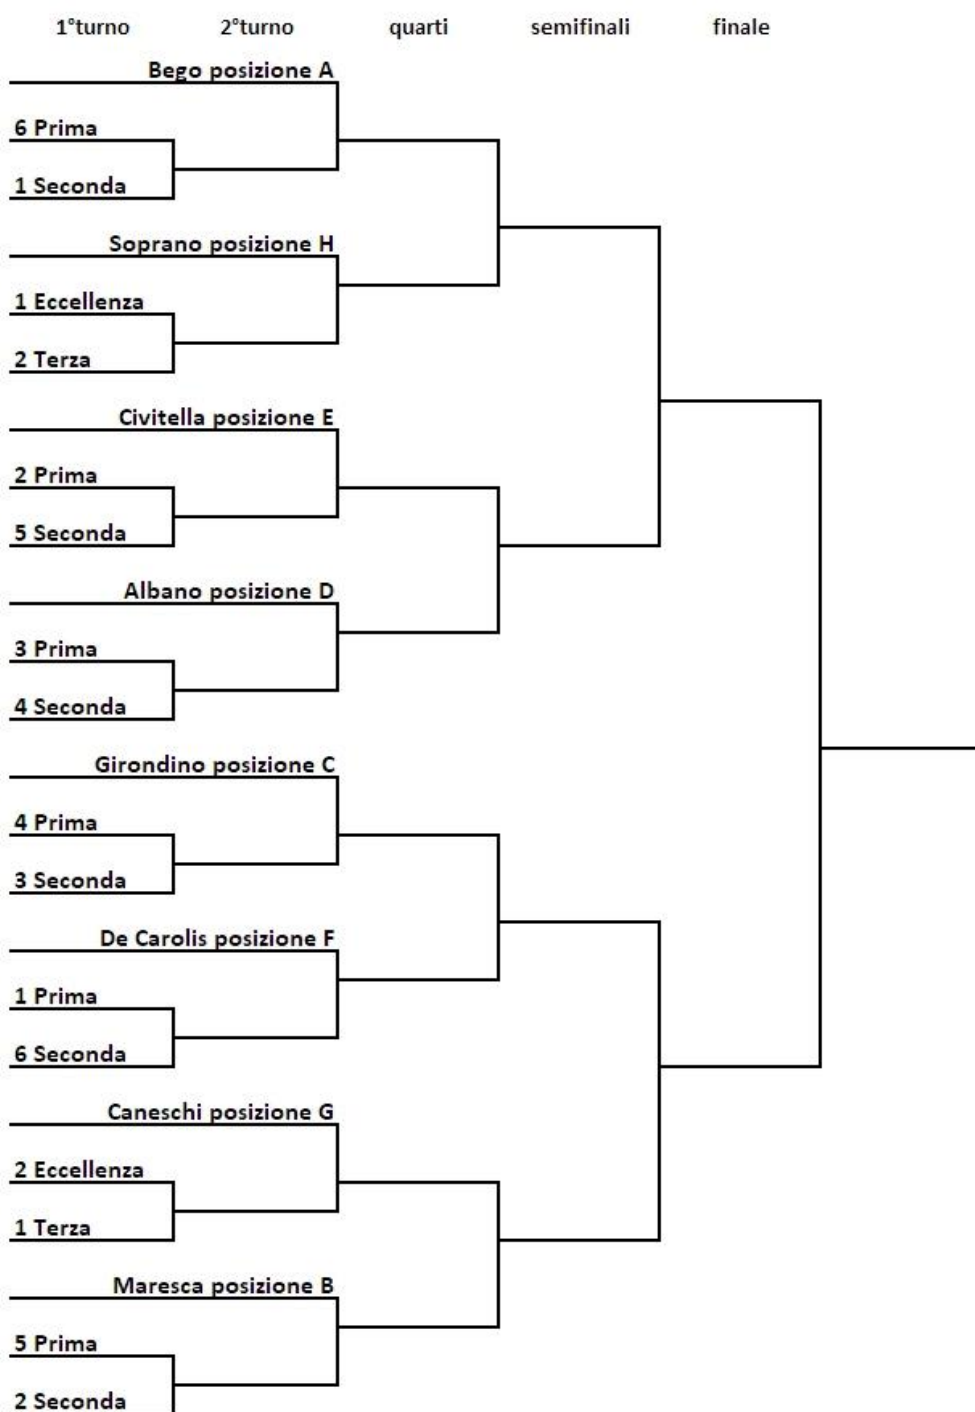 1°turno 2°turno quarti semifinali finale
Bego posizione A
6 Prima
1 Seconda
Soprano posizione H
1 Eccellenza
2 Terza
Civitella posizione E
2 Prima
5 Seconda
Albano posizione D
3 Prima
4 Seconda
Girondino posizione C
4 Prima
3 Seconda
De Carolis posizione F
1 Prima
6 Seconda
Caneschi posizione G
2 Eccellenza
1 Terza
Maresca posizione B
5 Prima
2 Seconda